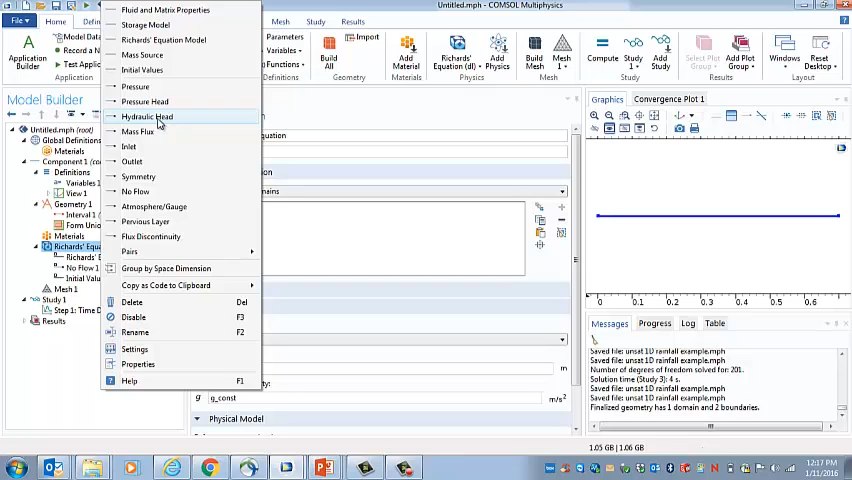 Untitled.mph - COMSOL Multiphysics
File
Home
Mesh
Study
Results
Application
Builder
Model Data
Record a N
Test Applic
Application
Parameters
Variables
Functions
Definitions
Import
Build
All
Geometry
Add
Material
Materials
Richards'
Equation (dl)
Add
Physics
Physics
Build
Mesh
Mesh
1
Mesh
Compute
Study
1
Add
Study
Study
Select
Plot Group
Add Plot
Group
Results
Windows
Reset
Desktop
Layout
Model Builder
Untitled.mph (root)
Global Definitions
Materials
Component 1
Definitions
Variables 1
View 1
Geometry 1
Interval 1
Form Union
Materials
Richards' Equa
Richards'
No Flow 1
Initial Value
Mesh 1
Study 1
Step 1: Time D
Results
Fluid and Matrix Properties
Storage Model
Richards' Equation Model
Mass Source
Initial Values
Pressure
Pressure Head
Hydraulic Head
Mass Flux
Inlet
Outlet
Symmetry
No Flow
Atmosphere/Gauge
Pervious Layer
Flux Discontinuity
Pairs
Group by Space Dimension
Copy as Code to Clipboard
Delete Del
Disable F3
Rename F2
Settings
Properties
Help F1
quation
mains
m
g g_const m/s²
Physical Model
Graphics
Convergence Plot 1
0 0.1 0.2 0.3 0.4 0.5 0.6
Messages
Progress
Log
Table
Saved file: unsat 1D rainfall example.mph
Saved file: unsat 1D rainfall example.mph
Number of degrees of freedom solved for: 201.
Solution time (Study 3): 4 s.
Saved file: unsat 1D rainfall example.mph
Saved file: unsat 1D rainfall example.mph
Finalized geometry has 1 domain and 2 boundaries.
1.05 GB | 1.06 GB
12:17 PM
1/11/2016